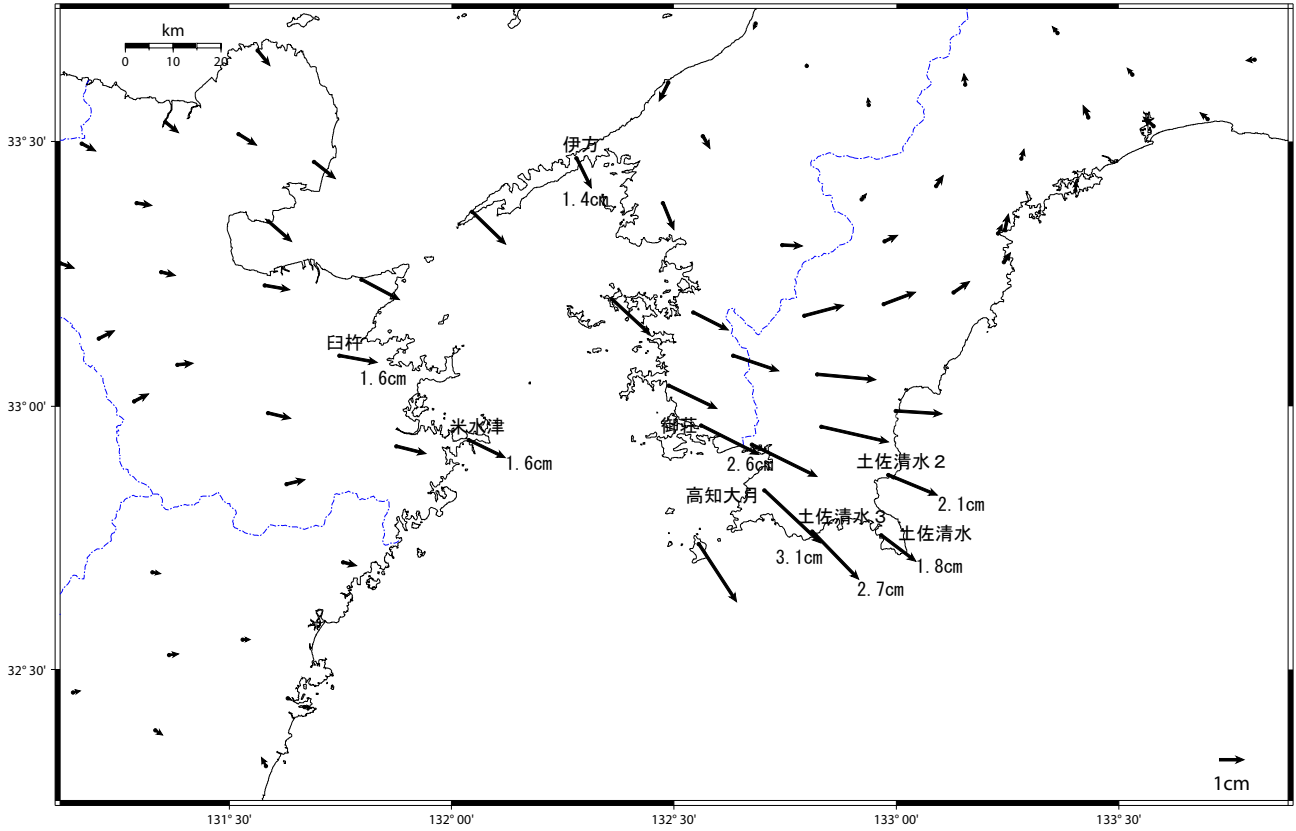 km
0 10 20
33° 30'
伊方
1.4cm
臼杵
1.6cm
33° 00'
米水津
1.6cm
御荘
2.6cm
土佐清水２
2.1cm
高知大月
土佐清水３
3.1cm
土佐清水
1.8cm
2.7cm
32° 30'
1cm
131° 30'
132° 00'
132° 30'
133° 00'
133° 30'